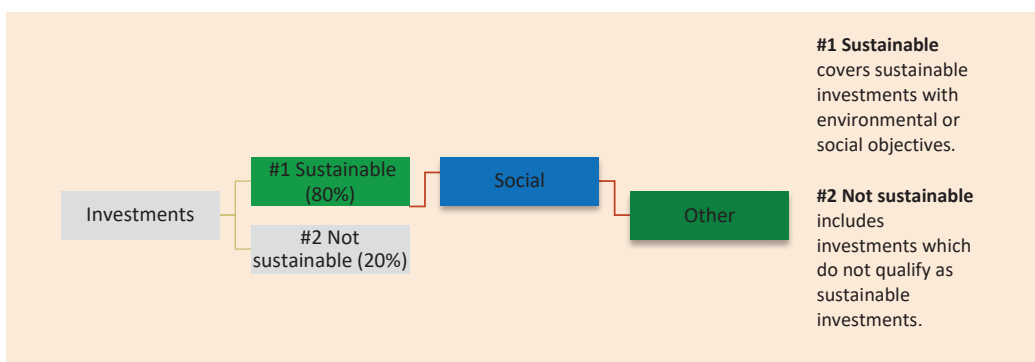 Investments
#1 Sustainable
(80%)
#2 Not
sustainable (20%)
Social
Other
#1 Sustainable
covers sustainable
investments with
environmental or
social objectives.
#2 Not sustainable
includes
investments which
do not qualify as
sustainable
investments.